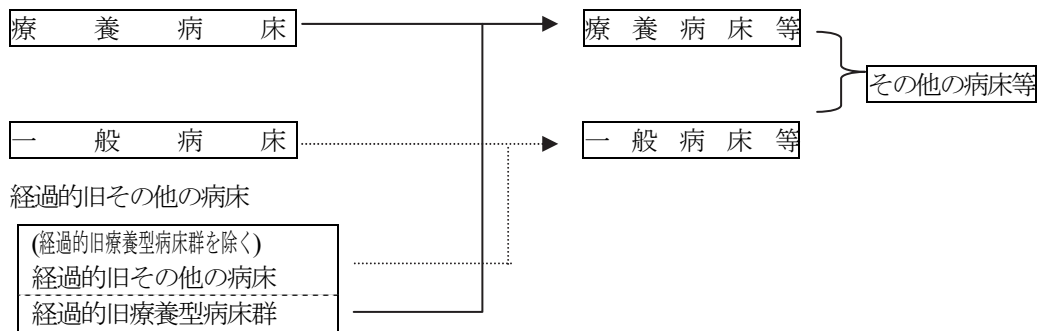 療養病床
療養病床等
その他の病床等
一般病床
一般病床等
経過的旧その他の病床
(経過的旧療養型病床群を除く)
経過的旧その他の病床
経過的旧療養型病床群